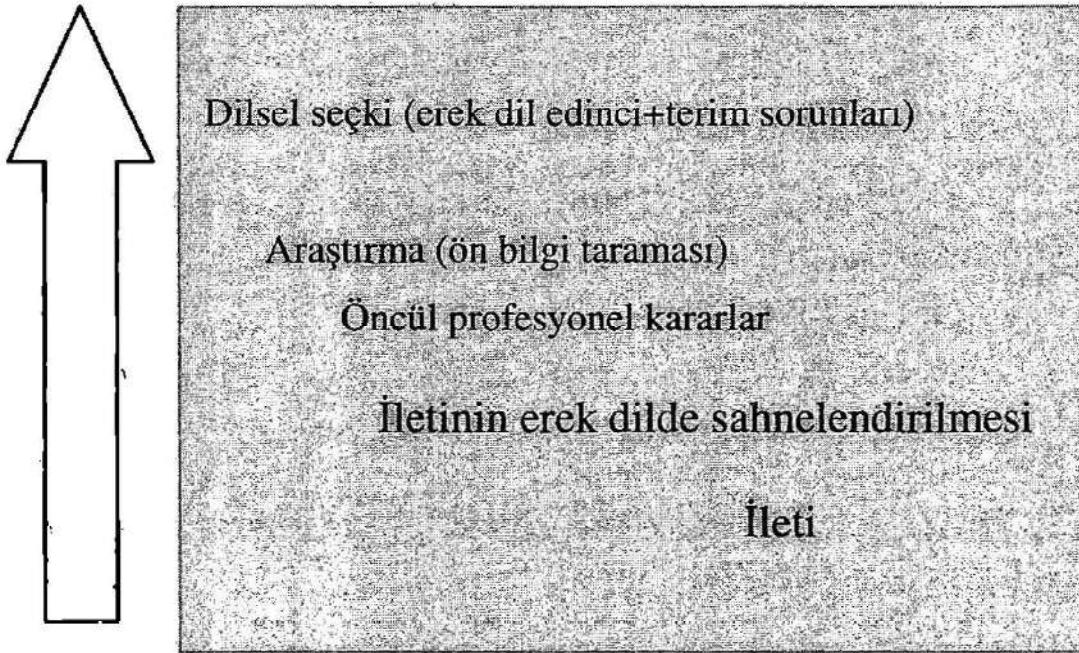 Dilsel seçki (erek dil edinci+terim sorunları)
Araştırma (ön bilgi taraması)
Öncül profesyonel kararlar
İletinin erek dilde sahnelendirilmesi
İleti